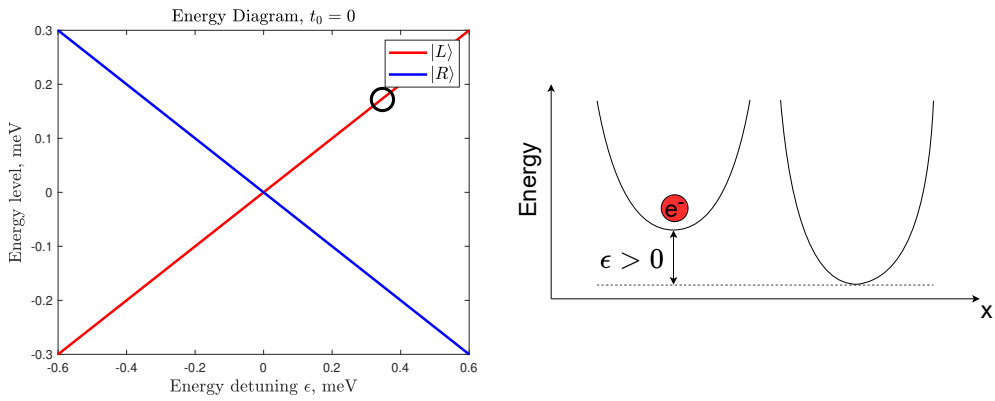 Energy Diagram, t₀ = 0
0.3
0.2
0.1
0
-0.1
-0.2
-0.3
-0.6
-0.4
-0.2
0
0.2
0.4
0.6
Energy level, meV
Energy detuning ϵ, meV
|L⟩
|R⟩
Energy
e⁻
ϵ > 0
x